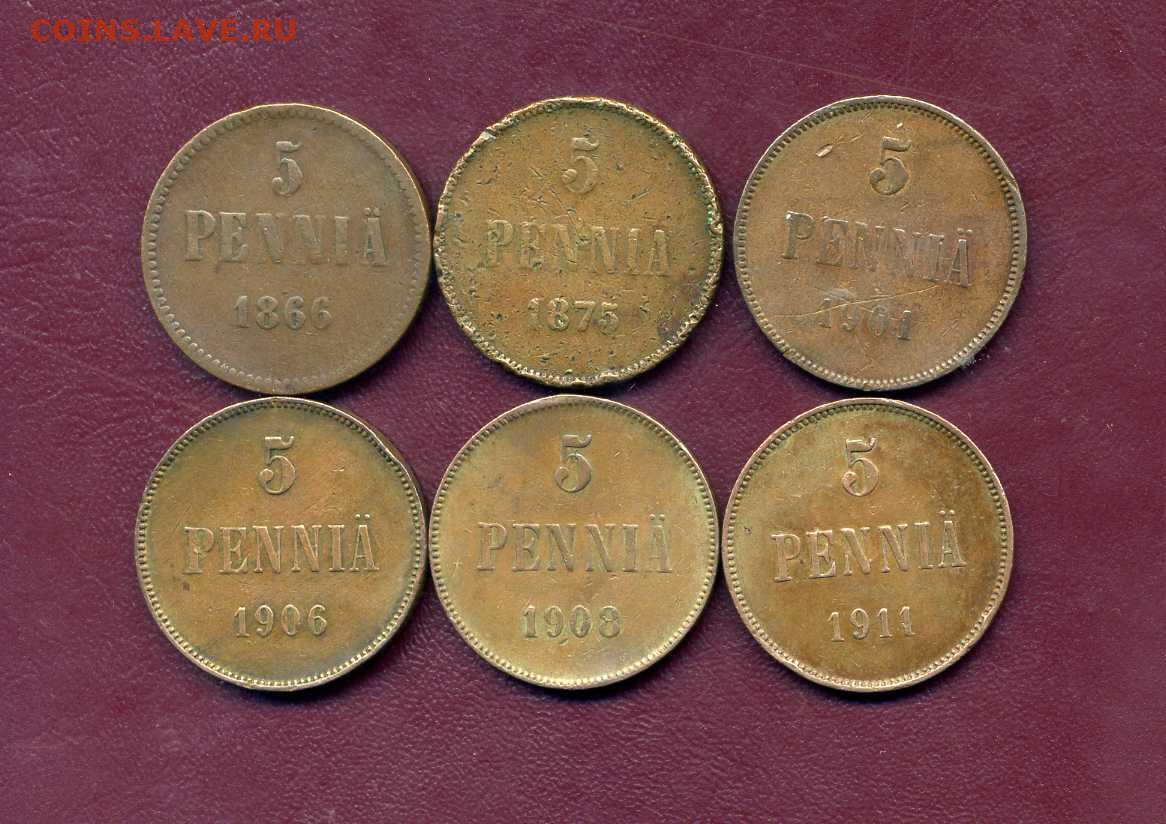 COINS.LAVE.RU
5
PENNIÄ
1866
5
PENNIÄ
1875
5
PENNIÄ
1901
5
PENNIÄ
1906
5
PENNIÄ
1908
5
PENNIÄ
1911